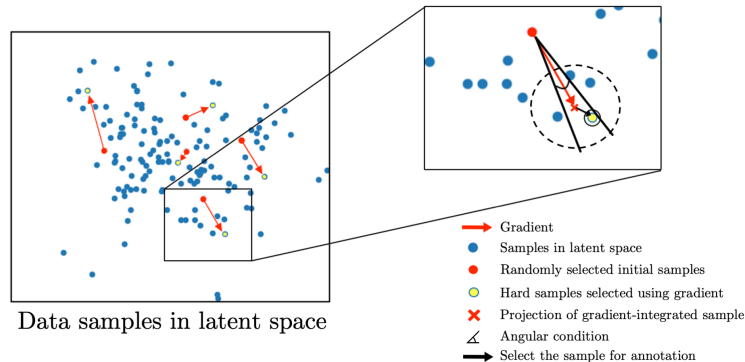 Data samples in latent space
Gradient
Samples in latent space
Randomly selected initial samples
Hard samples selected using gradient
Projection of gradient-integrated sample
Angular condition
Select the sample for annotation